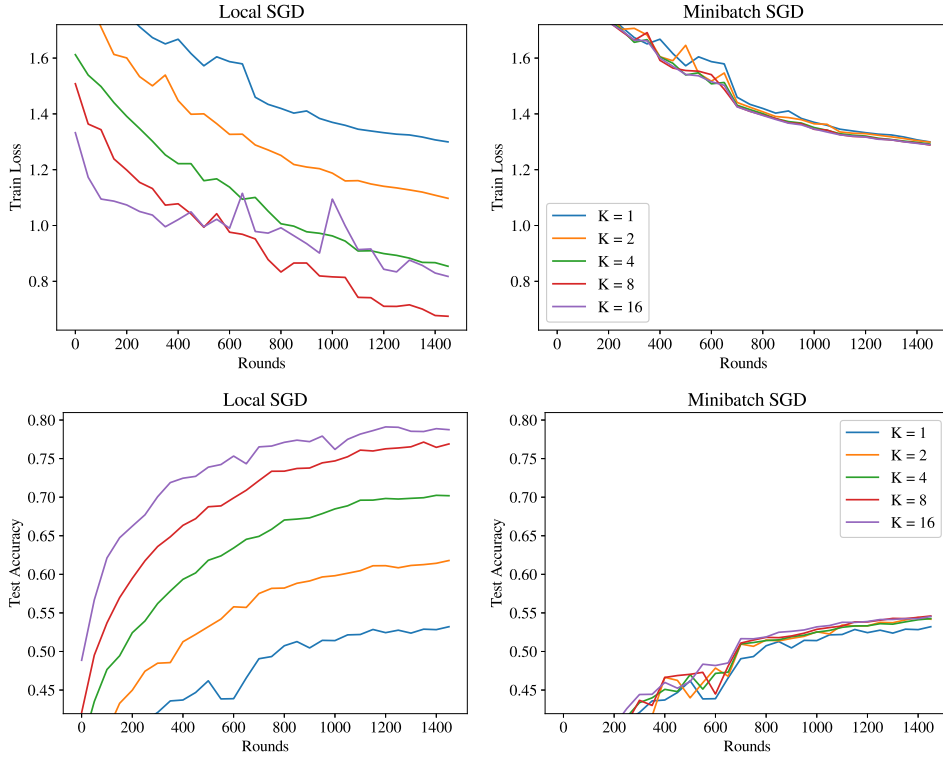 Local SGD
Minibatch SGD
1.6
1.4
1.2
1.0
0.8
Train Loss
0 200 400 600 800 1000 1200 1400
Rounds
1.6
1.4
1.2
1.0
0.8
Train Loss
K = 1
K = 2
K = 4
K = 8
K = 16
0 200 400 600 800 1000 1200 1400
Rounds
Local SGD
Minibatch SGD
0.80
0.75
0.70
0.65
0.60
0.55
0.50
0.45
Test Accuracy
0 200 400 600 800 1000 1200 1400
Rounds
0.80
0.75
0.70
0.65
0.60
0.55
0.50
0.45
Test Accuracy
K = 1
K = 2
K = 4
K = 8
K = 16
0 200 400 600 800 1000 1200 1400
Rounds